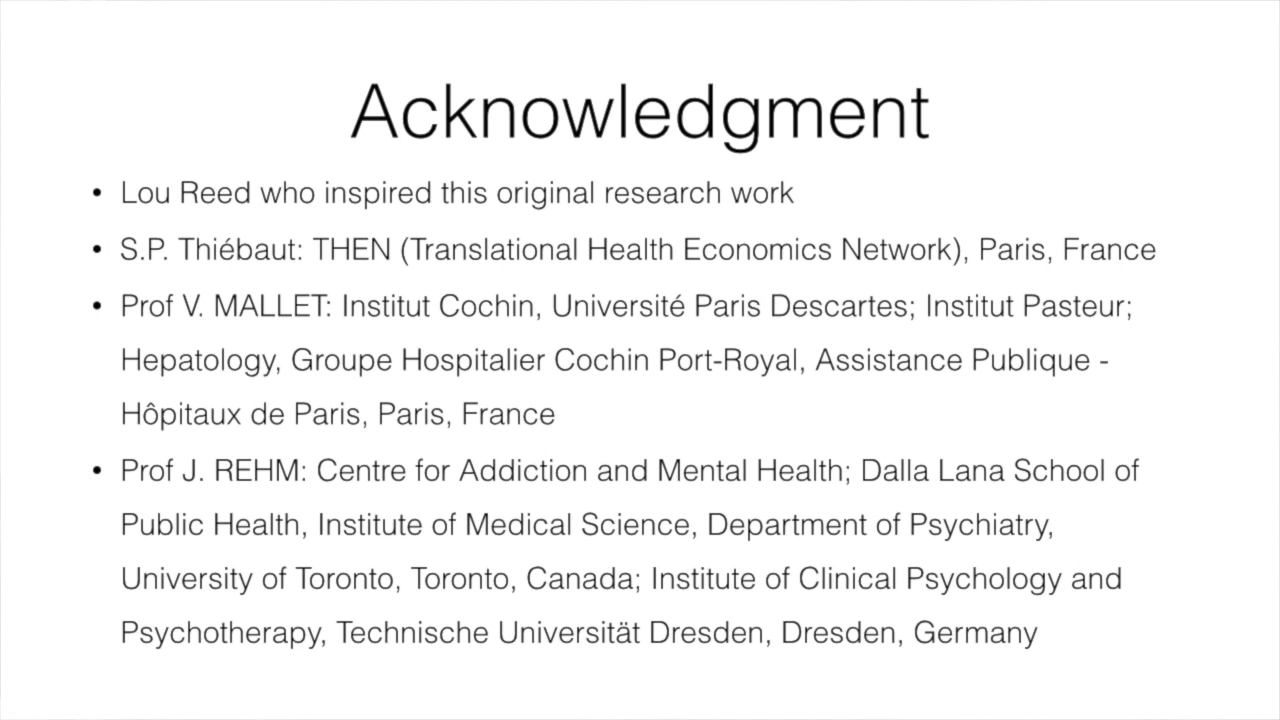 Acknowledgment
• Lou Reed who inspired this original research work
• S.P. Thiébaut: THEN (Translational Health Economics Network), Paris, France
• Prof V. MALLET: Institut Cochin, Université Paris Descartes; Institut Pasteur;
Hepatology, Groupe Hospitalier Cochin Port-Royal, Assistance Publique -
Hôpitaux de Paris, Paris, France
• Prof J. REHM: Centre for Addiction and Mental Health; Dalla Lana School of
Public Health, Institute of Medical Science, Department of Psychiatry,
University of Toronto, Toronto, Canada; Institute of Clinical Psychology and
Psychotherapy, Technische Universität Dresden, Dresden, Germany